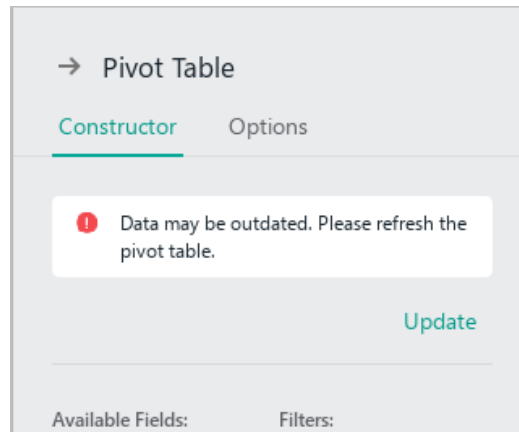 → Pivot Table
Constructor Options
Data may be outdated. Please refresh the
pivot table.
Update
Available Fields: Filters: